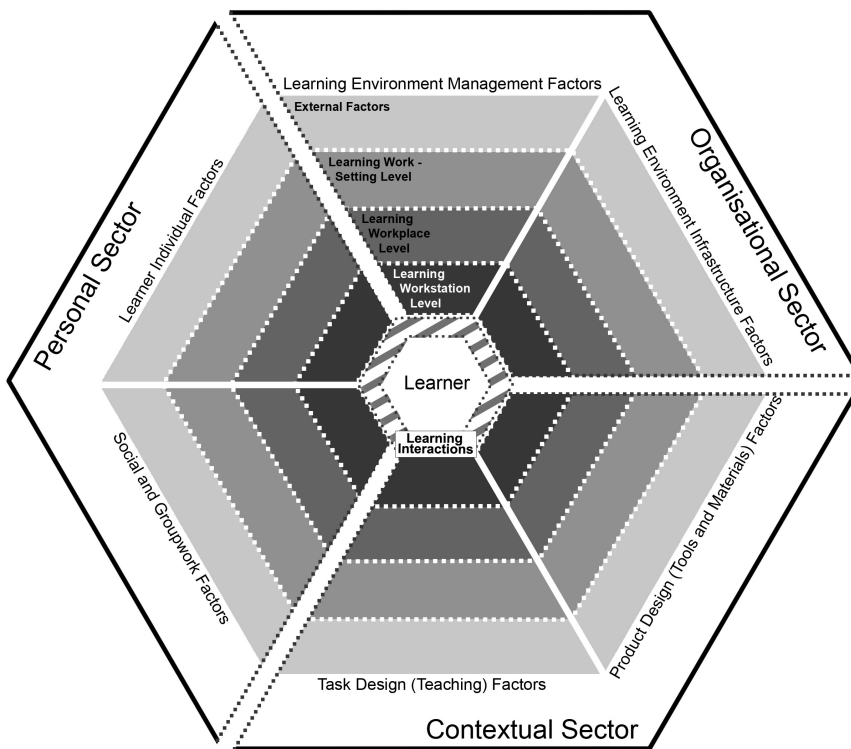 Learning Environment Management Factors
External Factors
Learning Work -
Setting Level
Learning
Workplace
Level
Learning
Workstation
Level
Learner
Learning
Interactions
Learning Environment Infrastructure Factors
Organisational Sector
Learner Individual Factors
Personal Sector
Social and Groupwork Factors
Product Design (Tools and Materials) Factors
Task Design (Teaching) Factors
Contextual Sector